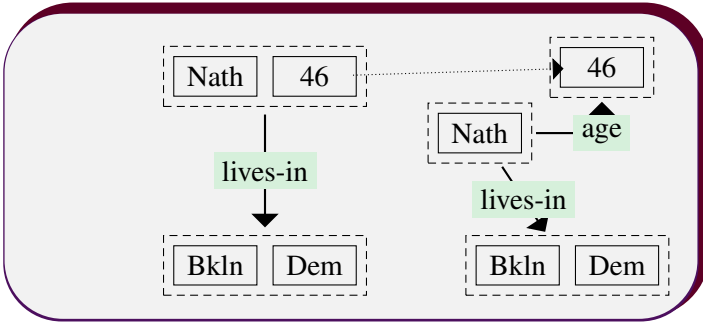 Nath 46
46
Nath
age
lives-in
lives-in
Bkln Dem
Bkln Dem